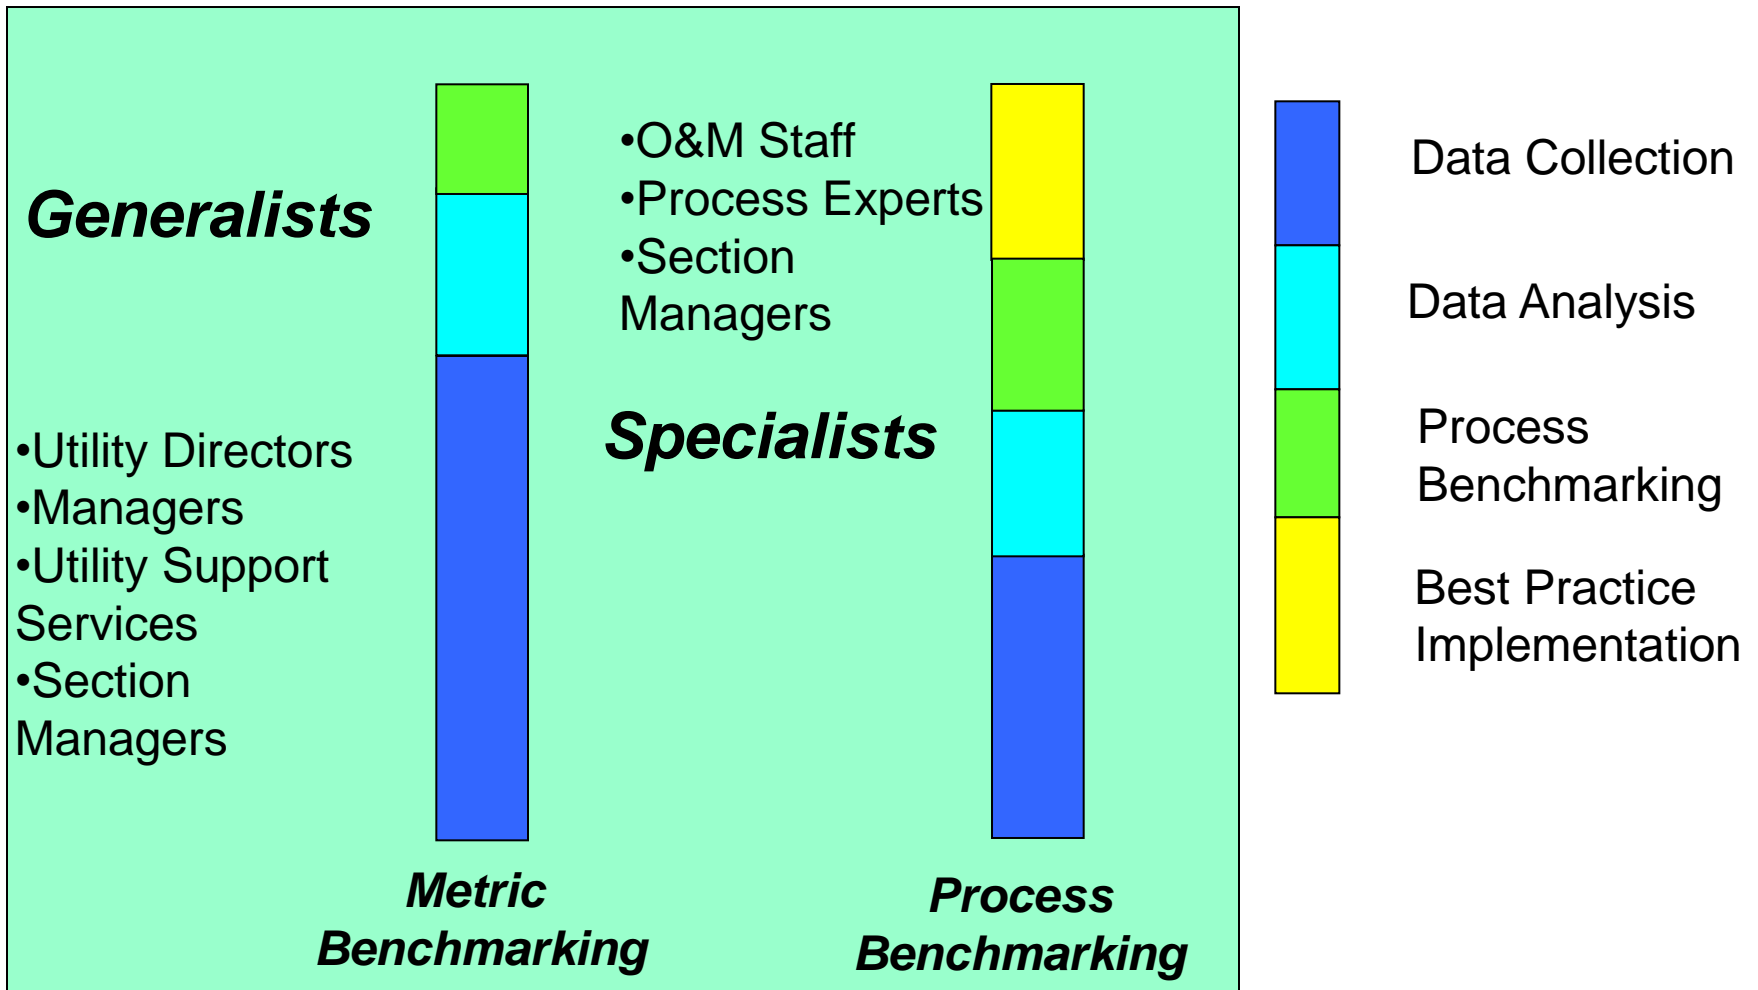 Generalists
•Utility Directors
•Managers
•Utility Support
Services
•Section
Managers
Metric
Benchmarking
•O&M Staff
•Process Experts
•Section
Managers
Specialists
Process
Benchmarking
Data Collection
Data Analysis
Process
Benchmarking
Best Practice
Implementation